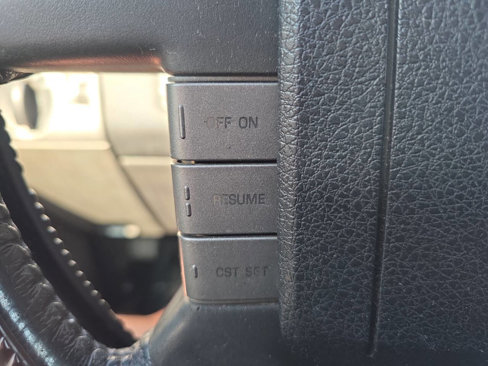 OFF ON
RESUME
CST SET